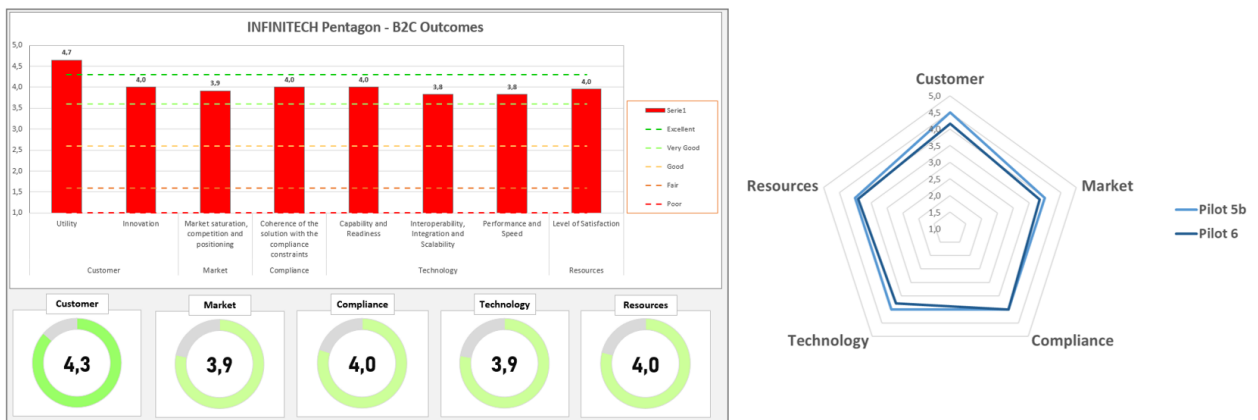 INFINITECH Pentagon - B2C Outcomes
5,0
4,5
4,0
3,5
3,0
2,5
2,0
1,5
1,0
4,7
4,0
3,9
4,0
4,0
3,8
3,8
4,0
Serie1
Excellent
Very Good
Good
Fair
Poor
Utility
Innovation
Market saturation,
competition and
positioning
Coherence of the
solution with the
compliance
constraints
Capability and
Readiness
Interoperability,
Integration and
Scalability
Performance and
Speed
Level of Satisfaction
Customer
Market
Compliance
Technology
Resources
Customer
4,3
Market
3,9
Compliance
4,0
Technology
3,9
Resources
4,0
Customer
5,0
4,5
4,0
3,5
3,0
2,5
2,0
1,5
1,0
Resources
Market
Technology
Compliance
Pilot 5b
Pilot 6